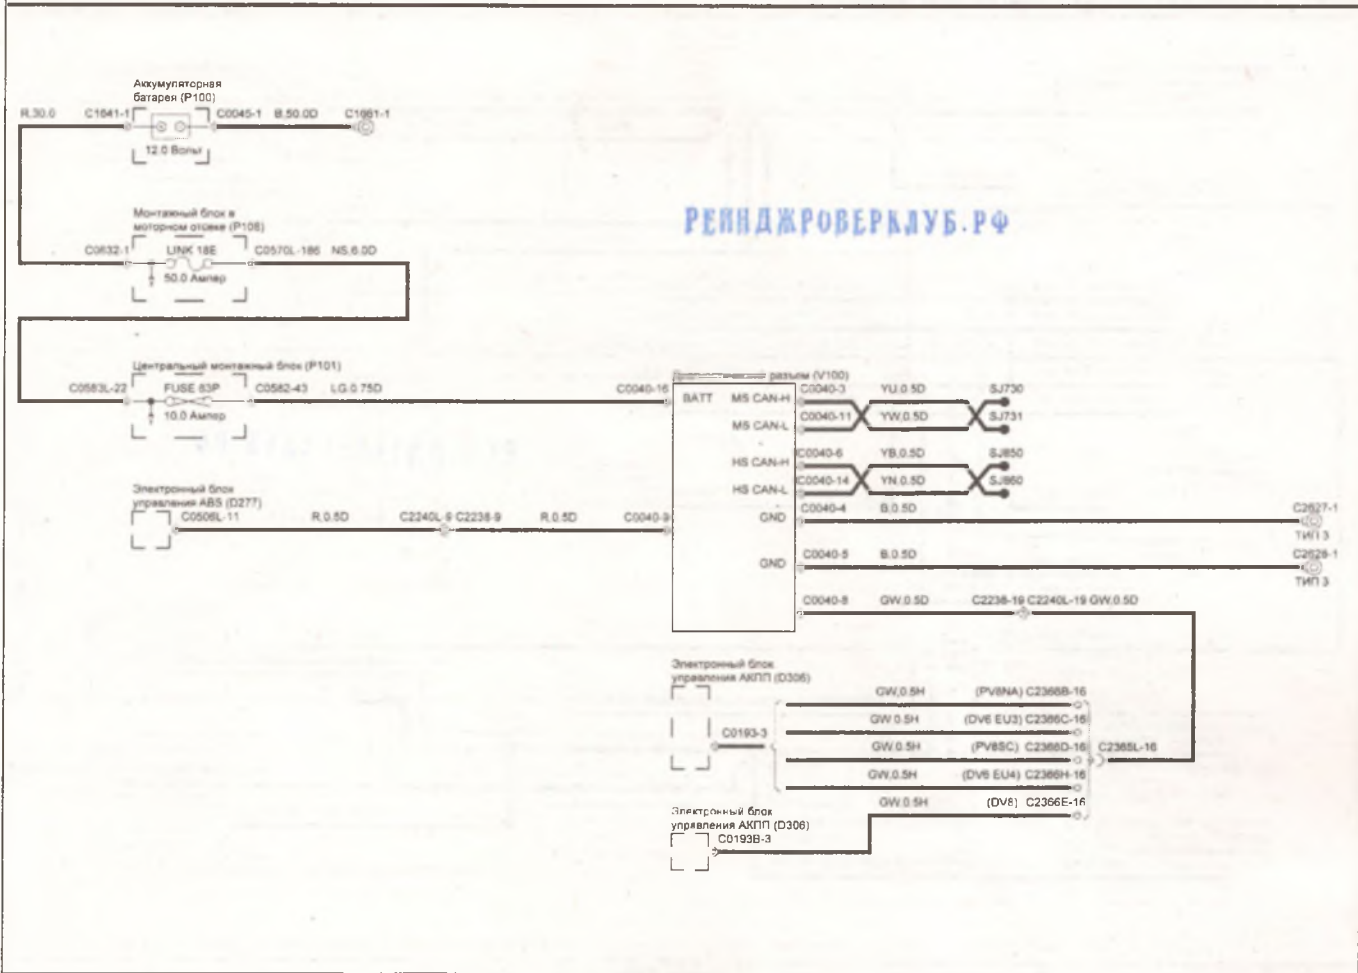 Аккумуляторная
батарея (P100)
R,30.0 C1641-1 C0045-1 B,50.0D C1661-1
12.0 Вольт
РЕЙНДЖРОВЕРКЛУБ.РФ
Монтажный блок в
моторном отсеке (P108)
C0632-1 LINK 18E C0570L-186 NS,6.0D
50.0 Ампер
Центральный монтажный блок (P101)
C0583L-22 FUSE 63P C0582-43 LG,0.75D C0040-16
10.0 Ампер
разъем (V100)
BATT MS CAN-H C0040-3 YU,0.5D SJ730
MS CAN-L C0040-11 YW,0.5D SJ731
HS CAN-H C0040-6 YB,0.5D SJ850
HS CAN-L C0040-14 YN,0.5D SJ860
Электронный блок
управления ABS (D277)
C0506L-11 R,0.5D C2240L-9 C2238-9 R,0.5D C0040-9
GND C0040-4 B,0.5D C2627-1
ТИП 3
GND C0040-5 B,0.5D C2628-1
ТИП 3
C0040-8 GW,0.5D C2238-19 C2240L-19 GW,0.5D
Электронный блок
управления АКПП (D306)
C0193-3
GW,0.5H (PV8NA) C2366B-16
GW,0.5H (DV6 EU3) C2366C-16
GW,0.5H (PV8SC) C2366D-16 C2365L-16
GW,0.5H (DV6 EU4) C2366H-16
GW,0.5H (DV8) C2366E-16
Электронный блок
управления АКПП (D306)
C0193B-3